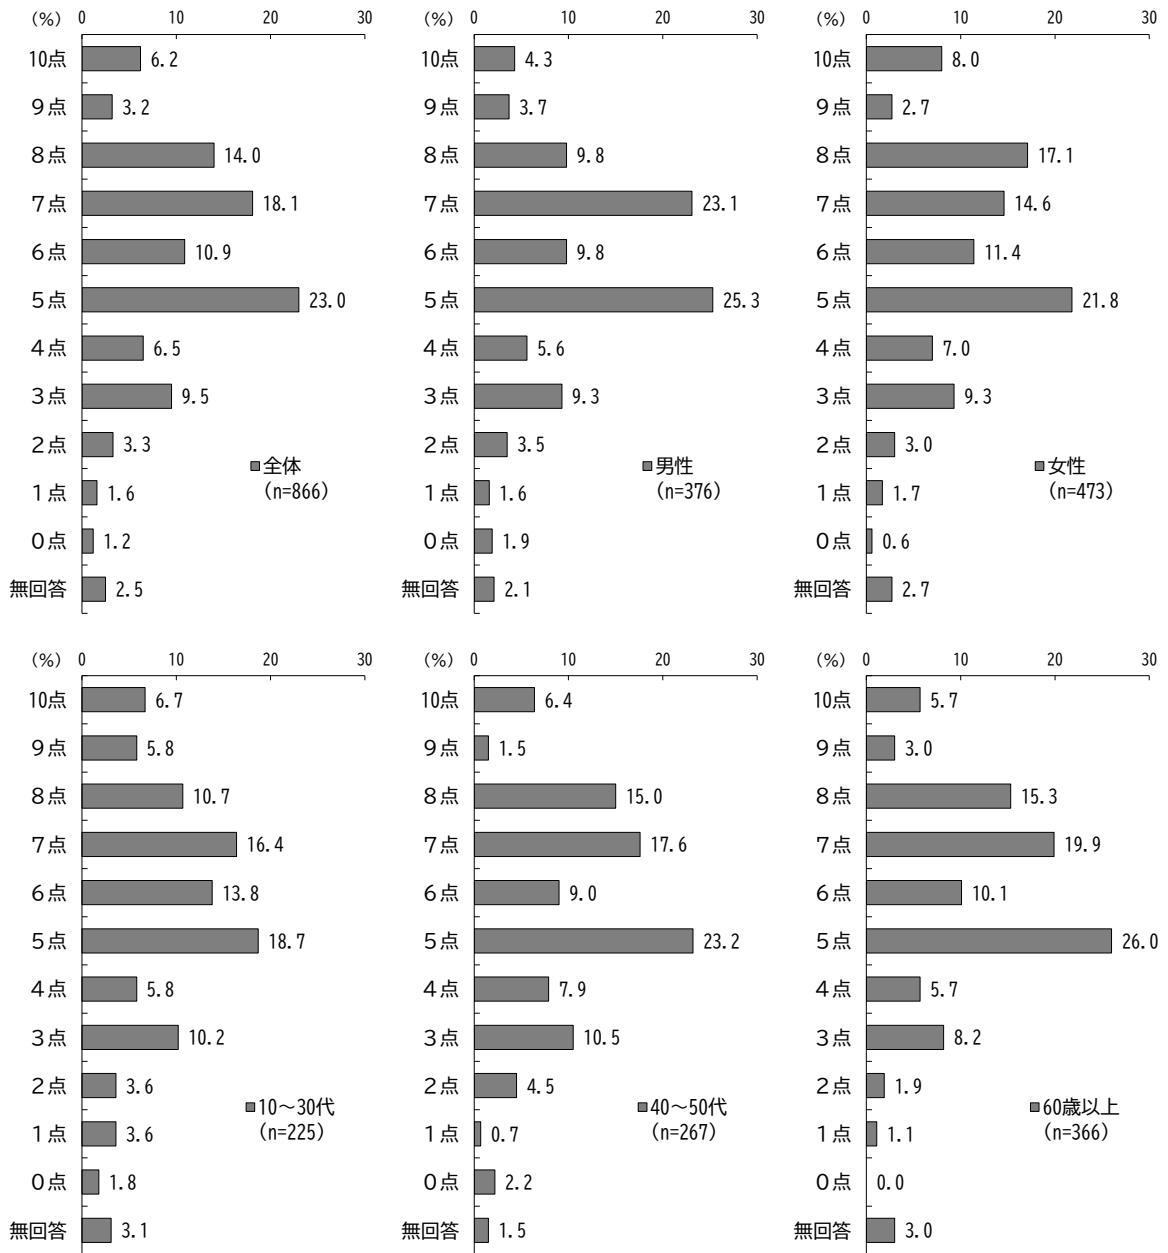 (%) 0 10 20 30
10点 6.2
9点 3.2
8点 14.0
7点 18.1
6点 10.9
5点 23.0
4点 6.5
3点 9.5
2点 3.3
1点 1.6
0点 1.2
無回答 2.5
全体
(n=866)
(%) 0 10 20 30
10点 4.3
9点 3.7
8点 9.8
7点 23.1
6点 9.8
5点 25.3
4点 5.6
3点 9.3
2点 3.5
1点 1.6
0点 1.9
無回答 2.1
男性
(n=376)
(%) 0 10 20 30
10点 8.0
9点 2.7
8点 17.1
7点 14.6
6点 11.4
5点 21.8
4点 7.0
3点 9.3
2点 3.0
1点 1.7
0点 0.6
無回答 2.7
女性
(n=473)
(%) 0 10 20 30
10点 6.7
9点 5.8
8点 10.7
7点 16.4
6点 13.8
5点 18.7
4点 5.8
3点 10.2
2点 3.6
1点 3.6
0点 1.8
無回答 3.1
10～30代
(n=225)
(%) 0 10 20 30
10点 6.4
9点 1.5
8点 15.0
7点 17.6
6点 9.0
5点 23.2
4点 7.9
3点 10.5
2点 4.5
1点 0.7
0点 2.2
無回答 1.5
40～50代
(n=267)
(%) 0 10 20 30
10点 5.7
9点 3.0
8点 15.3
7点 19.9
6点 10.1
5点 26.0
4点 5.7
3点 8.2
2点 1.9
1点 1.1
0点 0.0
無回答 3.0
60歳以上
(n=366)